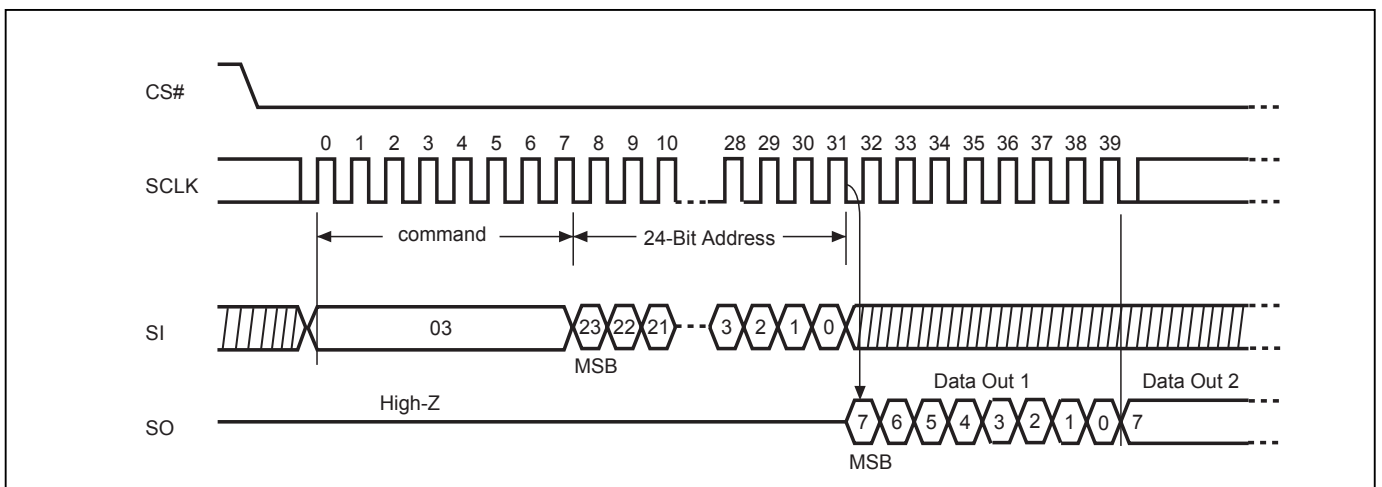 CS#
0 1 2 3 4 5 6 7 8 9 10 28 29 30 31 32 33 34 35 36 37 38 39
SCLK
command 24-Bit Address
SI 03 23 22 21 3 2 1 0
MSB
Data Out 1 Data Out 2
High-Z
SO 7 6 5 4 3 2 1 0 7
MSB